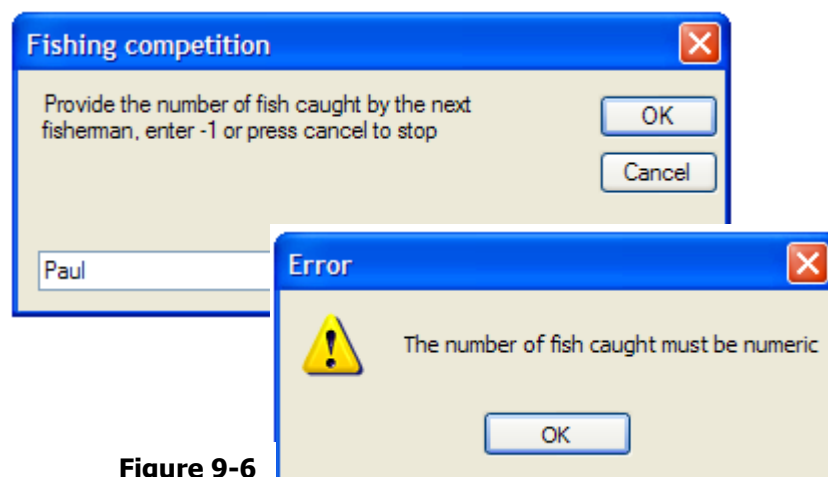 Fishing competition
Provide the number of fish caught by the next
fisherman, enter -1 or press cancel to stop
OK
Cancel
Paul
Error
The number of fish caught must be numeric
OK
Figure 9-6